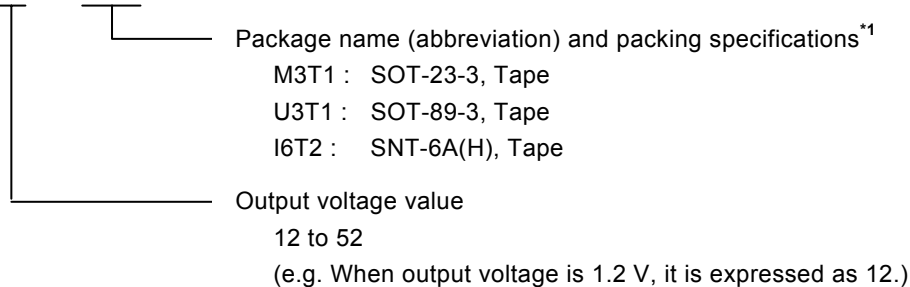 Package name (abbreviation) and packing specifications*1
M3T1 : SOT-23-3, Tape
U3T1 : SOT-89-3, Tape
I6T2 : SNT-6A(H), Tape
Output voltage value
12 to 52
(e.g. When output voltage is 1.2 V, it is expressed as 12.)